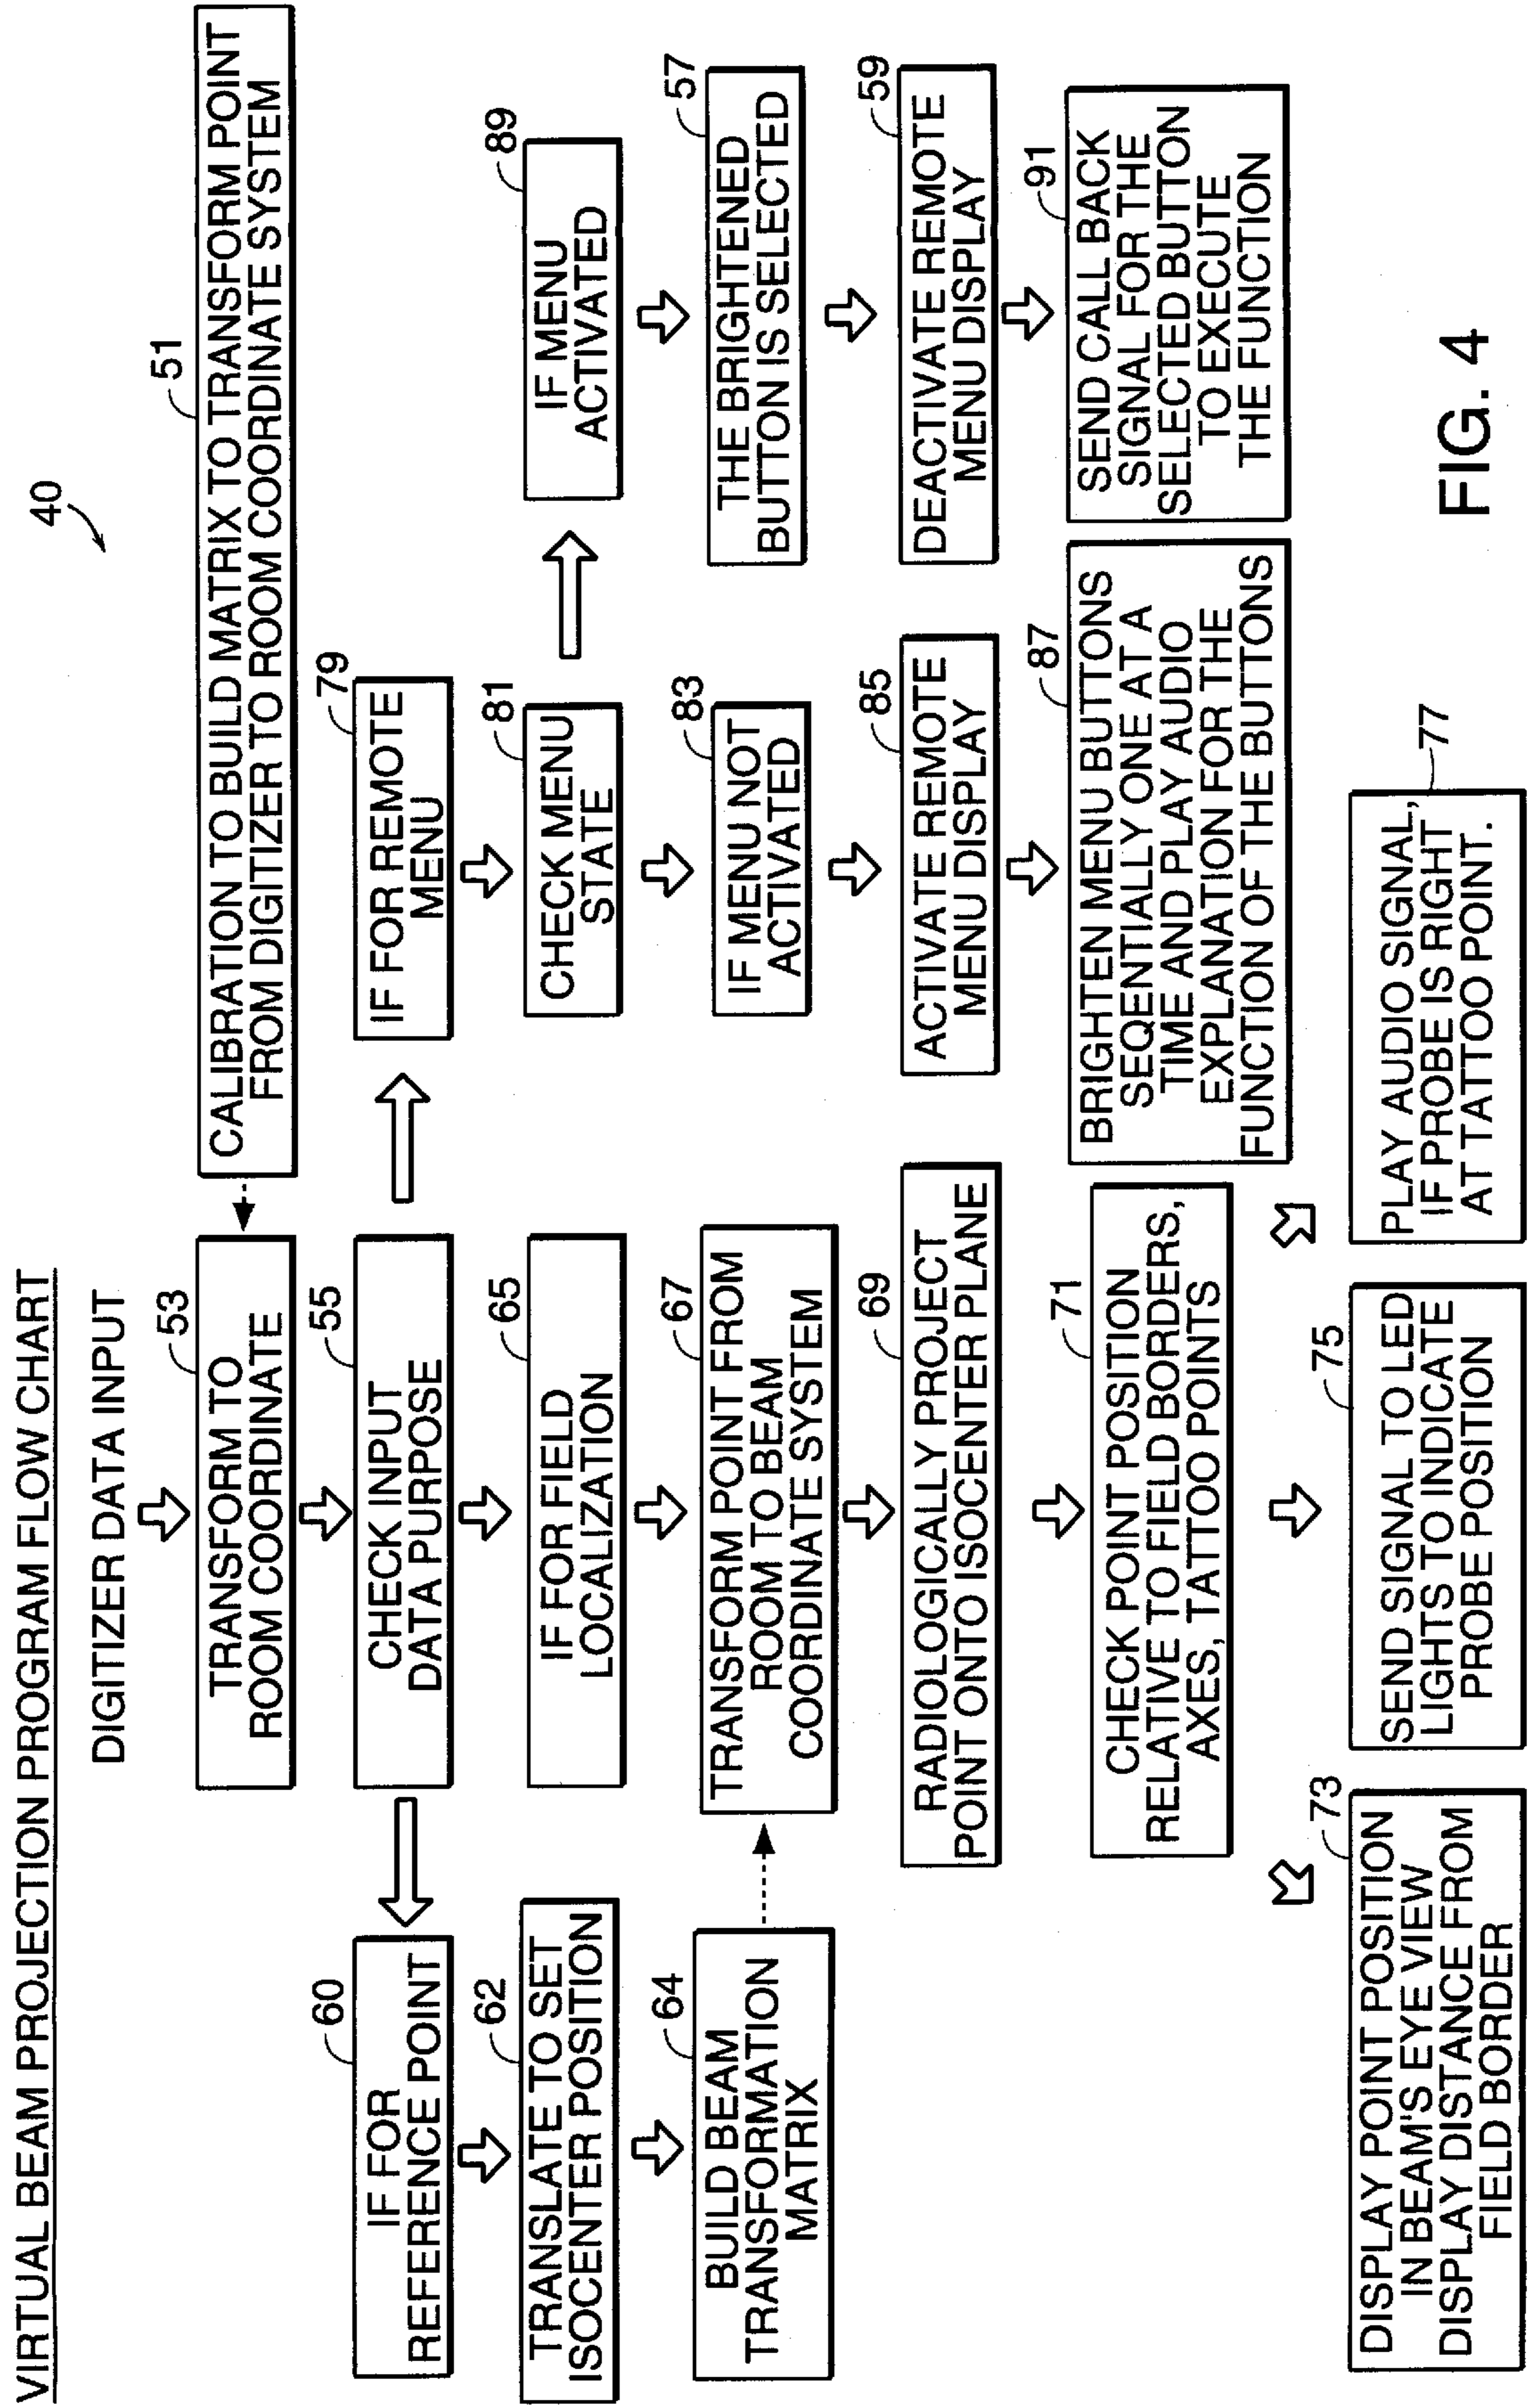 VIRTUAL BEAM PROJECTION PROGRAM FLOW CHART
40
DIGITIZER DATA INPUT
51
CALIBRATION TO BUILD MATRIX TO TRANSFORM POINT
FROM DIGITIZER TO ROOM COORDINATE SYSTEM
53
TRANSFORM TO
ROOM COORDINATE
55
CHECK INPUT
DATA PURPOSE
60
IF FOR
REFERENCE POINT
62
TRANSLATE TO SET
ISOCENTER POSITION
64
BUILD BEAM
TRANSFORMATION
MATRIX
65
IF FOR FIELD
LOCALIZATION
67
TRANSFORM POINT FROM
ROOM TO BEAM
COORDINATE SYSTEM
69
RADIOLOGICALLY PROJECT
POINT ONTO ISOCENTER PLANE
71
CHECK POINT POSITION
RELATIVE TO FIELD BORDERS,
AXES, TATTOO POINTS
73
DISPLAY POINT POSITION
IN BEAM'S EYE VIEW
DISPLAY DISTANCE FROM
FIELD BORDER
75
SEND SIGNAL TO LED
LIGHTS TO INDICATE
PROBE POSITION
77
PLAY AUDIO SIGNAL,
IF PROBE IS RIGHT
AT TATTO POINT.
79
IF FOR REMOTE
MENU
81
CHECK MENU
STATE
83
IF MENU NOT
ACTIVATED
85
ACTIVATE REMOTE
MENU DISPLAY
87
BRIGHTEN MENU BUTTONS
SEQENTIALLY ONE AT A
TIME AND PLAY AUDIO
EXPLANATION FOR THE
FUNCTION OF THE BUTTONS
89
IF MENU
ACTIVATED
57
THE BRIGHTENED
BUTTON IS SELECTED
59
DEACTIVATE REMOTE
MENU DISPLAY
91
SEND CALL BACK
SIGNAL FOR THE
SELECTED BUTTON
TO EXECUTE
THE FUNCTION
FIG. 4